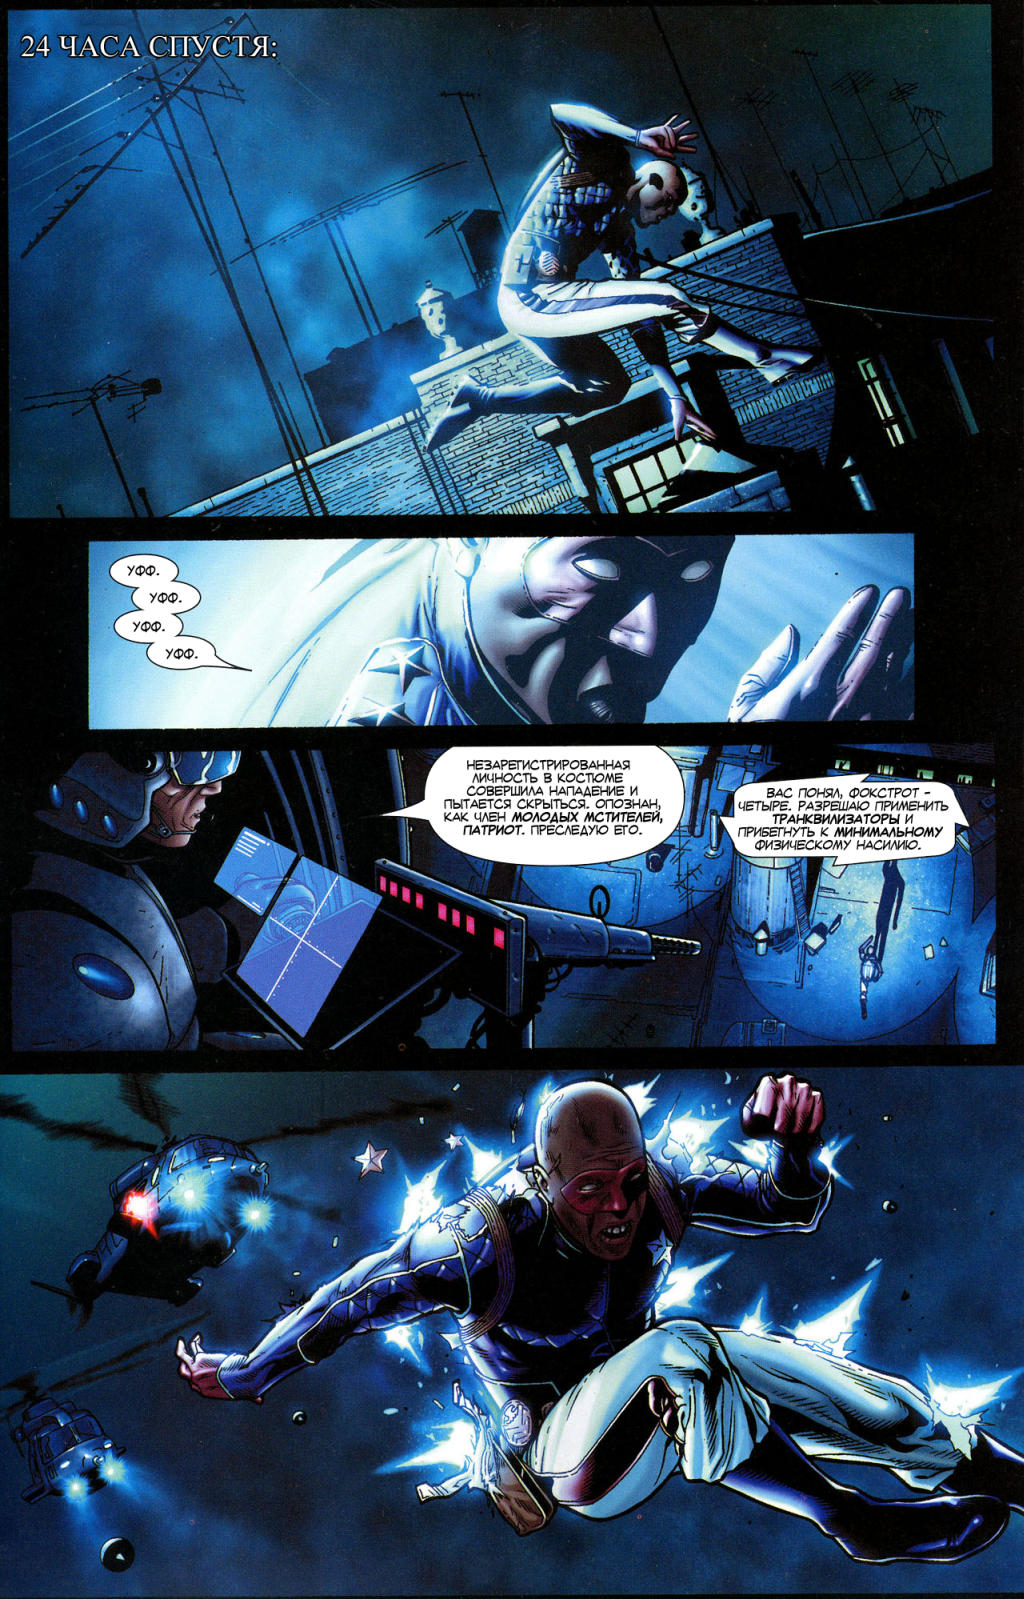 24 ЧАСА СПУСТЯ:
УФФ.
УФФ.
УФФ.
УФФ.
НЕЗАРЕГИСТРИРОВАННАЯ
ЛИЧНОСТЬ В КОСТЮМЕ
СОВЕРШИЛА НАПАДЕНИЕ И
ПЫТАЕТСЯ СКРЫТЬСЯ. ОПОЗНАН,
КАК ЧЛЕН МОЛОДЫХ МСТИТЕЛЕЙ,
ПАТРИОТ. ПРЕСЛЕДУЮ ЕГО.
ВАС ПОНЯЛ, ФОКСТРОТ -
ЧЕТЫРЕ. РАЗРЕШАЮ ПРИМЕНИТЬ
ТРАНКВИЛИЗАТОРЫ И
ПРИБЕГНУТЬ К МИНИМАЛЬНОМУ
ФИЗИЧЕСКОМУ НАСИЛИЮ.